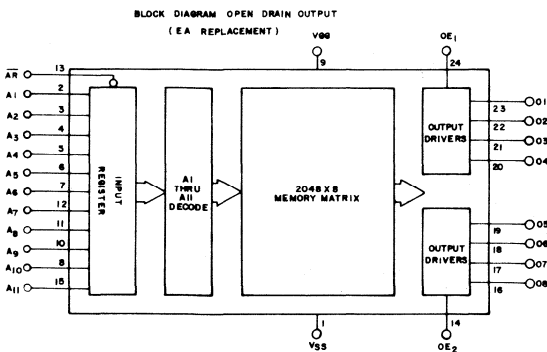 BLOCK DIAGRAM OPEN DRAIN OUTPUT
(EA REPLACEMENT)
VGG
9
OE1
24
AR 13
A1 2
A2 3
A3 4
A4 5
A5 6
A6 7
A7 12
A8 11
A9 10
A10 8
A11 15
INPUT
REGISTER
A1
THRU
A11
DECODE
2048 X 8
MEMORY MATRIX
OUTPUT
DRIVERS
23 O1
22 O2
21 O3
20 O4
OUTPUT
DRIVERS
19 O5
18 O6
17 O7
16 O8
1
VSS
14
OE2